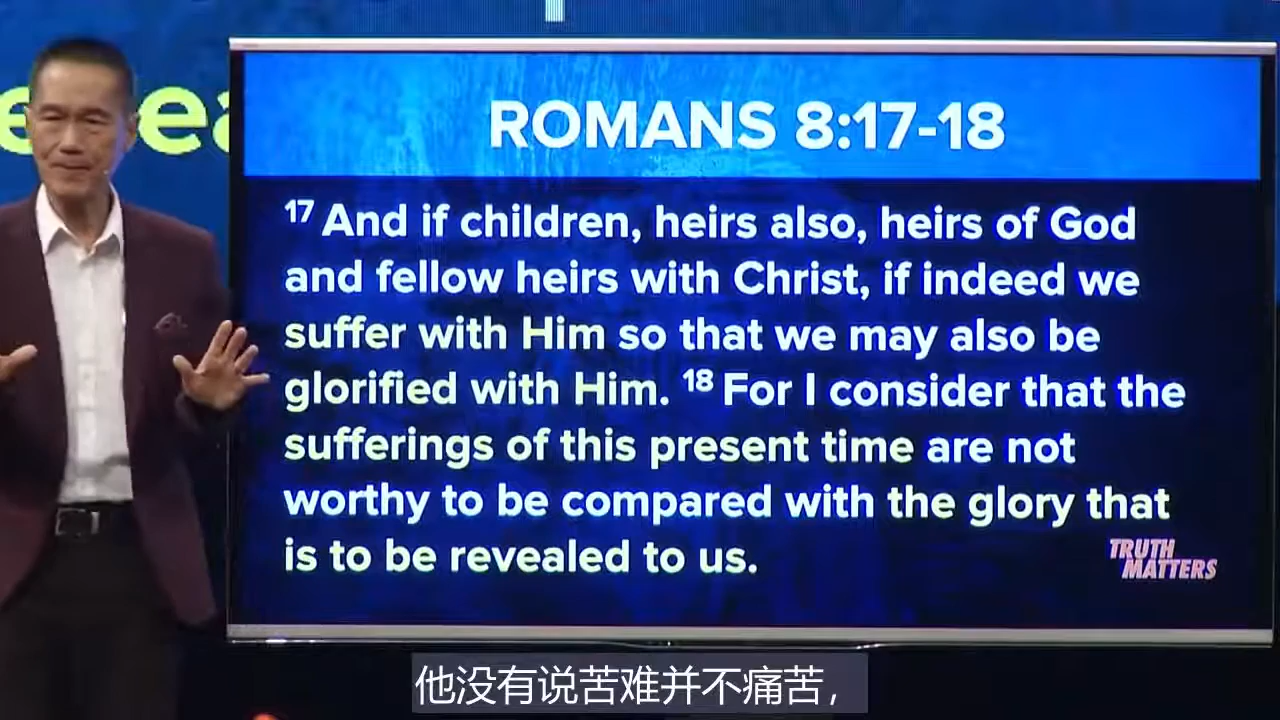 ROMANS 8:17-18
17 And if children, heirs also, heirs of God
and fellow heirs with Christ, if indeed we
suffer with Him so that we may also be
glorified with Him. 18 For I consider that the
sufferings of this present time are not
worthy to be compared with the glory that
is to be revealed to us.
TRUTH
MATTERS
他没有说苦难并不痛苦，